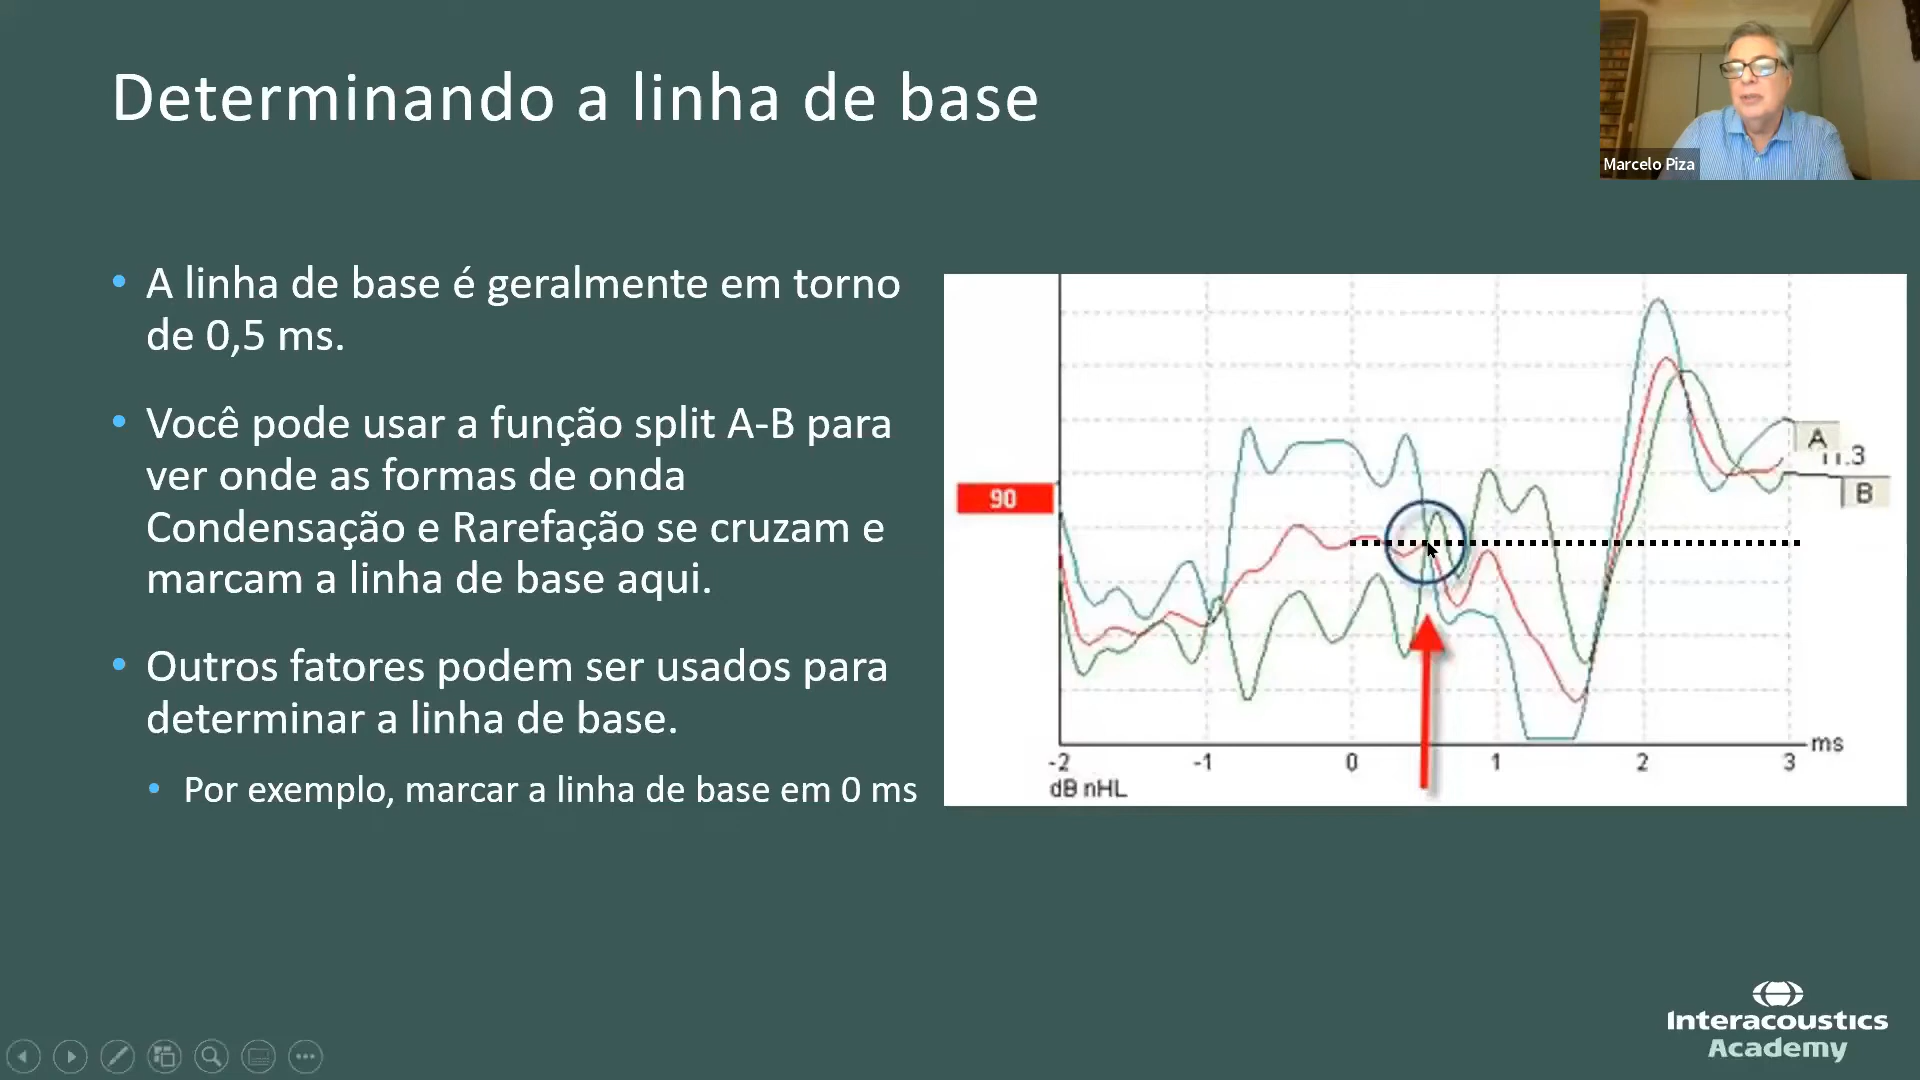 Determinando a linha de base
Marcelo Piza
• A linha de base é geralmente em torno
de 0,5 ms.
• Você pode usar a função split A-B para
ver onde as formas de onda
Condensação e Rarefação se cruzam e
marcam a linha de base aqui.
• Outros fatores podem ser usados para
determinar a linha de base.
• Por exemplo, marcar a linha de base em 0 ms
90
A
B
-2 -1 0 1 2 3 ms
dB nHL
Interacoustics
Academy